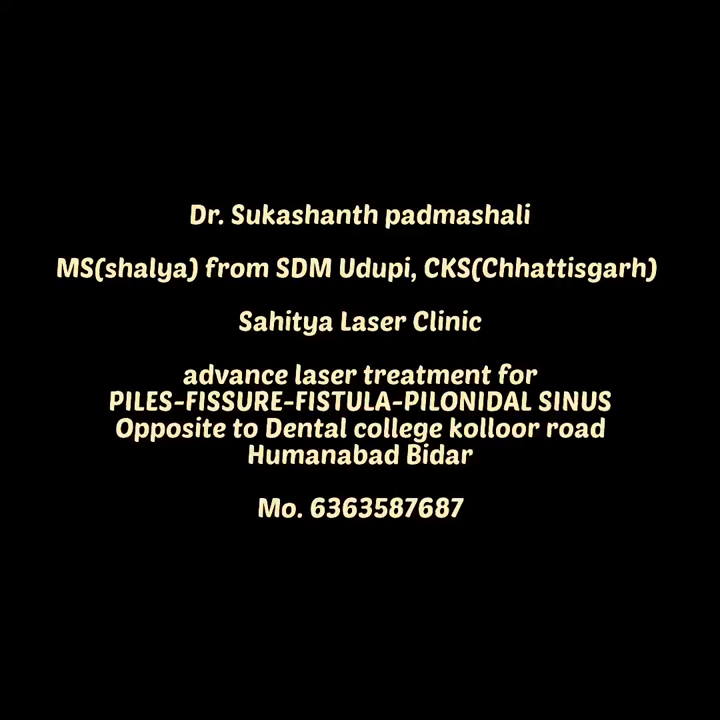 Dr. Sukashanth padmashali
MS(shalya) from SDM Udupi, CKS(Chhattisgarh)
Sahitya Laser Clinic
advance laser treatment for
PILES-FISSURE-FISTULA-PILONIDAL SINUS
Opposite to Dental college kolloor road
Humanabad Bidar
Mo. 6363587687